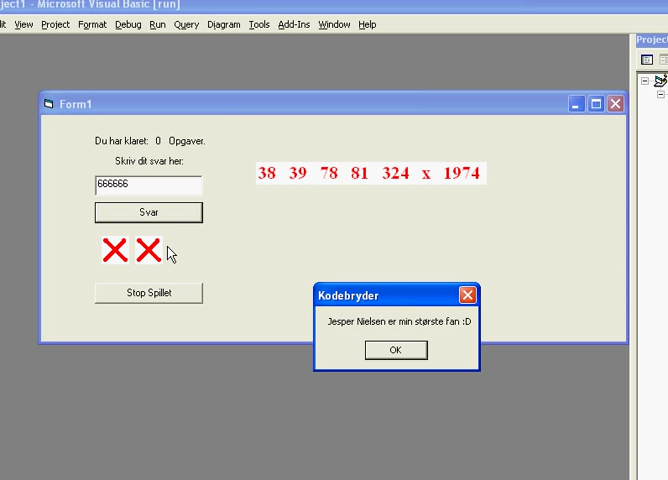 ject1 - Microsoft Visual Basic [run]
lit View Project Format Debug Run Query Diagram Tools Add-Ins Window Help
Projec
Form1
Du har klaret: 0 Opgaver.
Skriv dit svar her:
666666
38 39 78 81 324 x 1974
Svar
Stop Spillet
Kodebryder
Jesper Nielsen er min største fan :D
OK